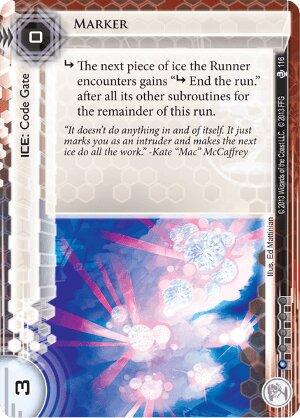 0
MARKER
ICE: Code Gate
↳ The next piece of ice the Runner
encounters gains “↳ End the run.”
after all its other subroutines for
the remainder of this run.
“It doesn’t do anything in and of itself. It just
marks you as an intruder and makes the next
ice do all the work.” -Kate “Mac” McCaffrey
116
© 2013 Wizards of the Coast LLC. © 2013 FFG
Illus. Ed Mattinian
3